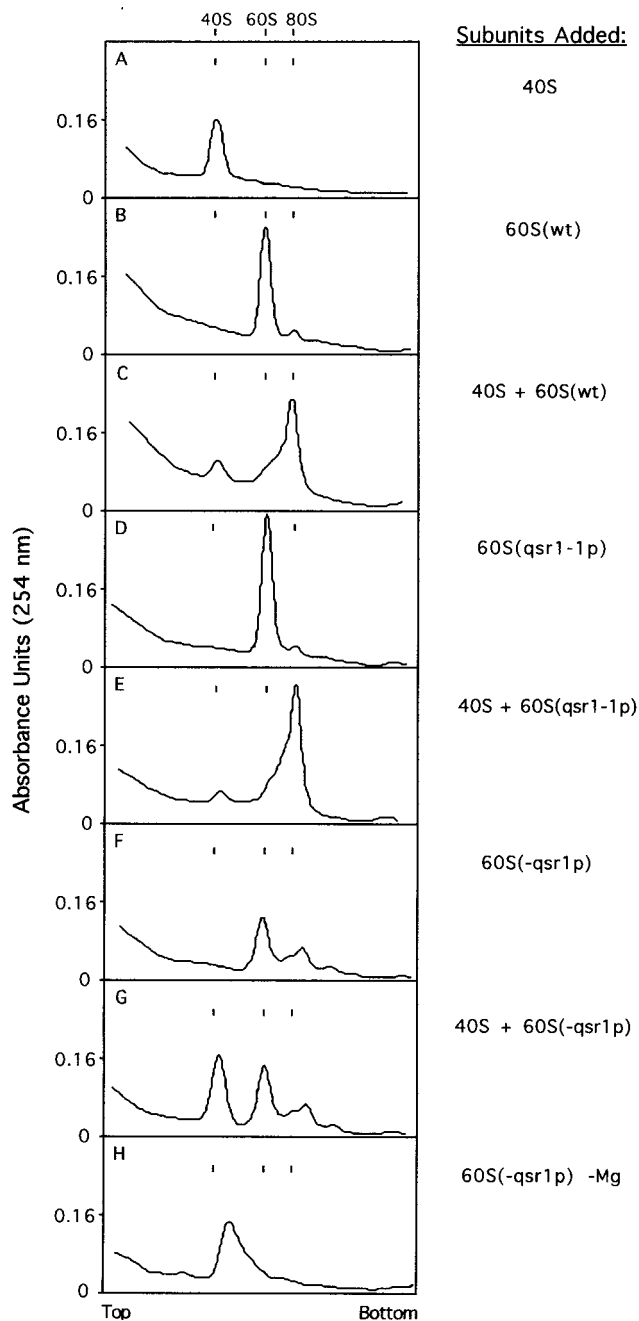 40S 60S 80S
Subunits Added:
A
40S
0.16
0
B
60S(wt)
0.16
0
C
40S + 60S(wt)
0.16
0
D
60S(qsr1-1p)
0.16
0
E
40S + 60S(qsr1-1p)
0.16
0
F
60S(-qsr1p)
0.16
0
G
40S + 60S(-qsr1p)
0.16
0
H
60S(-qsr1p) -Mg
0.16
0
Absorbance Units (254 nm)
Top Bottom